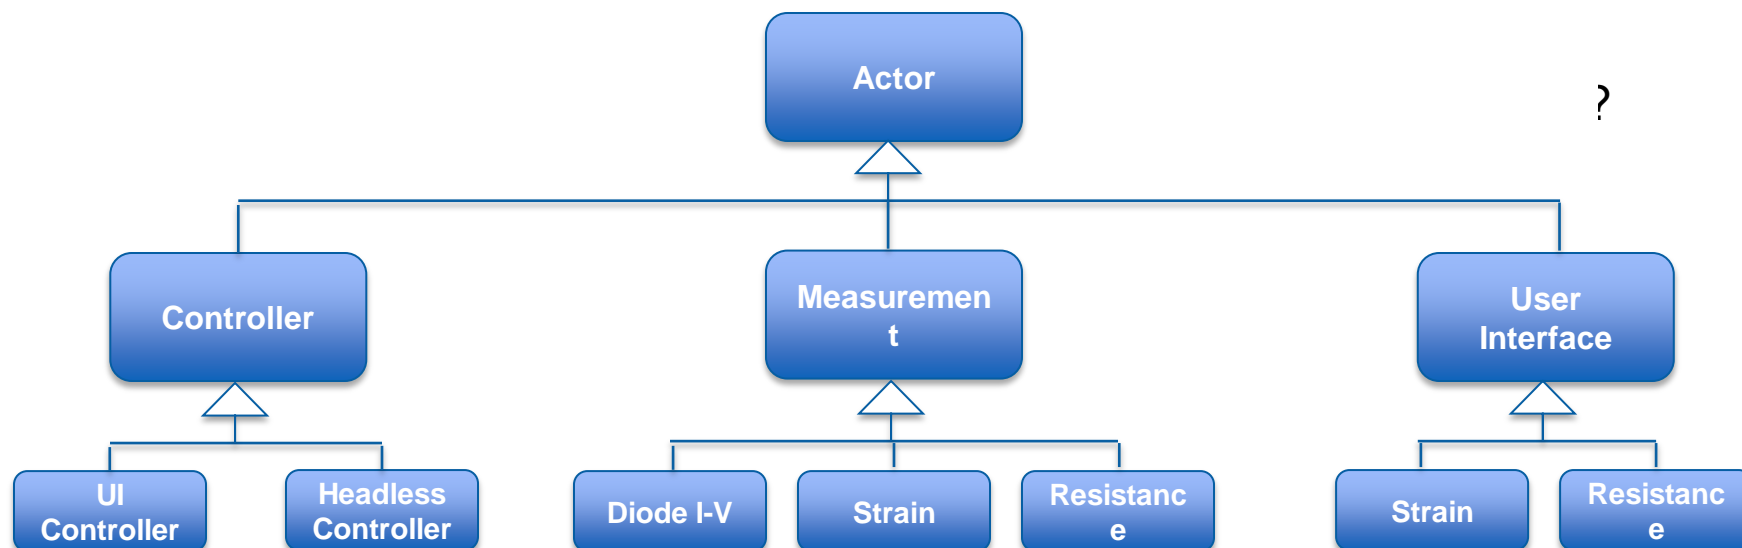 Actor
?
Controller
Measuremen
t
User
Interface
UI
Controller
Headless
Controller
Diode I-V
Strain
Resistanc
e
Strain
Resistanc
e